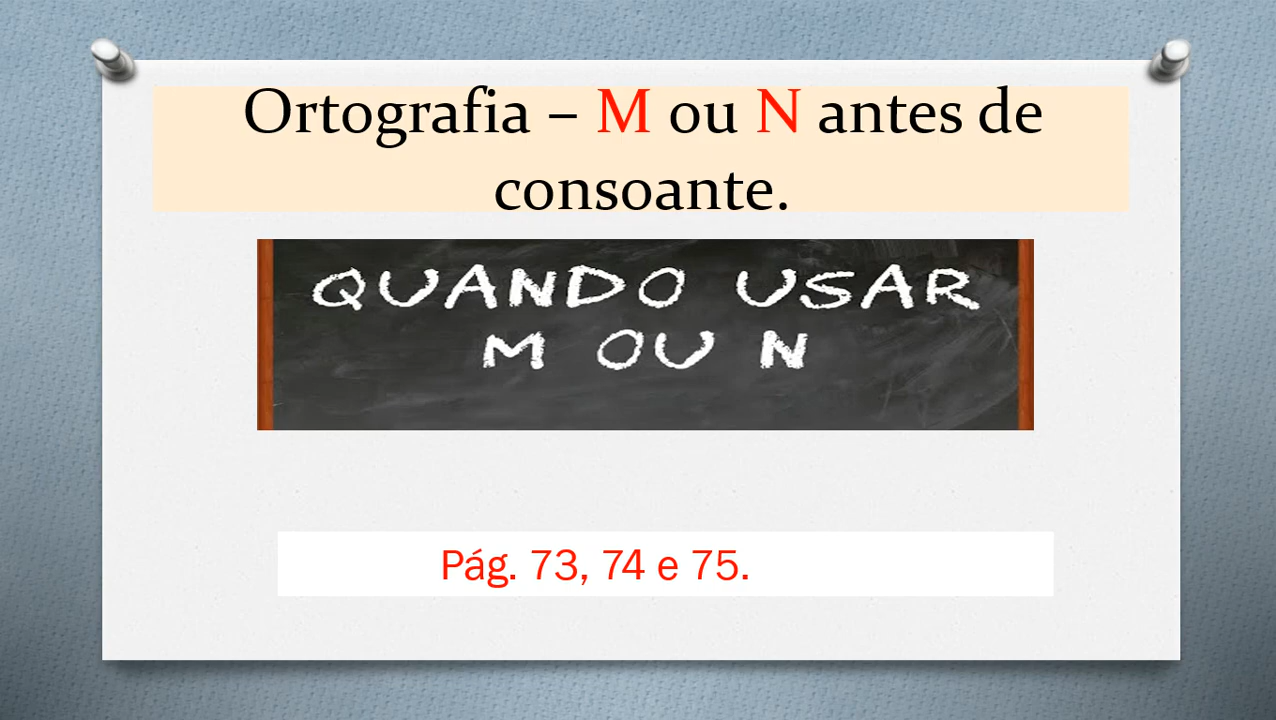 Ortografia – M ou N antes de
consoante.
QUANDO USAR
M OU N
Pág. 73, 74 e 75.